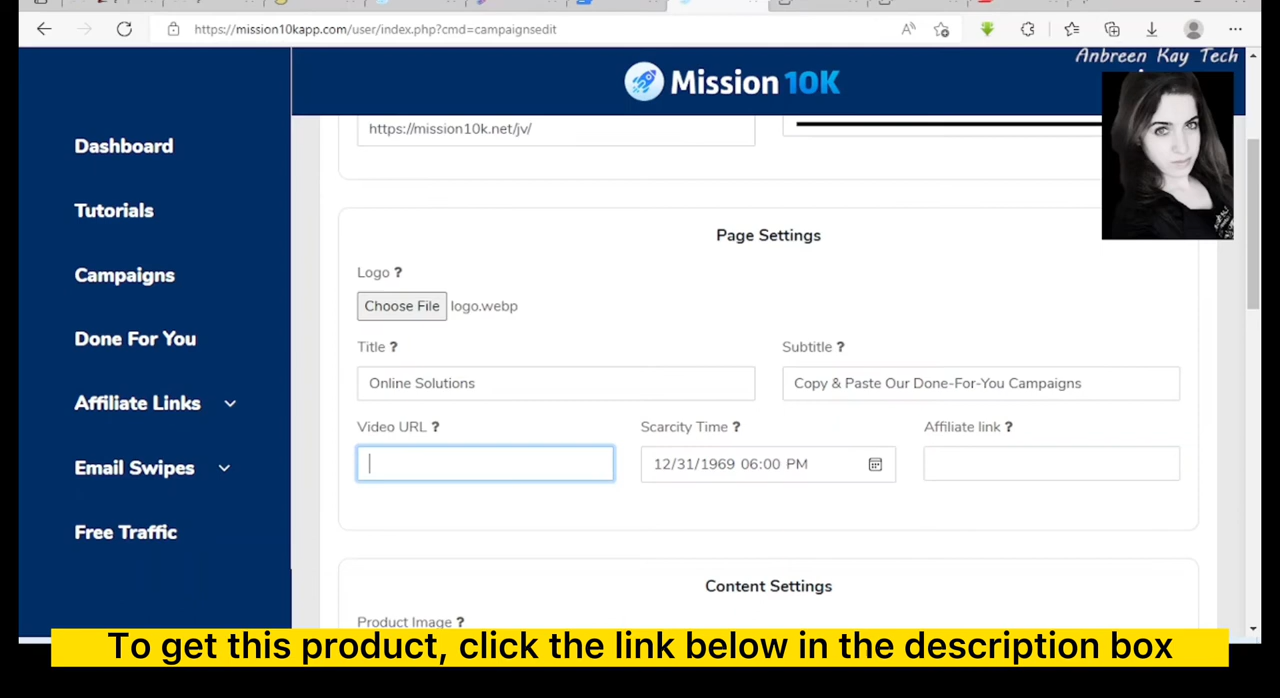 https://mission10kapp.com/user/index.php?cmd=campaignsedit
Anbreen Kay Tech
Mission 10K
Dashboard
Tutorials
Campaigns
Done For You
Affiliate Links
Email Swipes
Free Traffic
https://mission10k.net/jv/
Page Settings
Logo ?
Choose File logo.webp
Title ?
Subtitle ?
Online Solutions
Copy & Paste Our Done-For-You Campaigns
Video URL ?
Scarcity Time ?
Affiliate link ?
12/31/1969 06:00 PM
Content Settings
Product Image ?
To get this product, click the link below in the description box